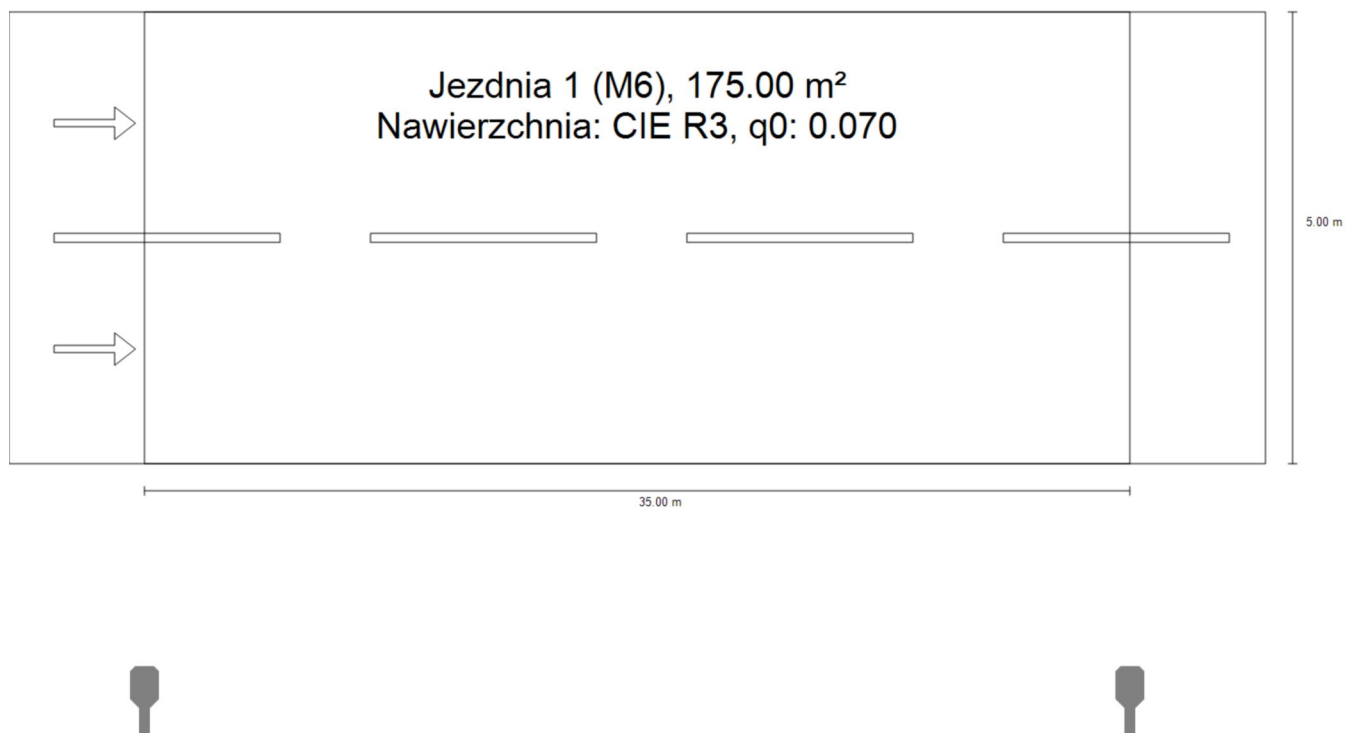 Jezdnia 1 (M6), 175.00 m²
Nawierzchnia: CIE R3, q0: 0.070
5.00 m
35.00 m